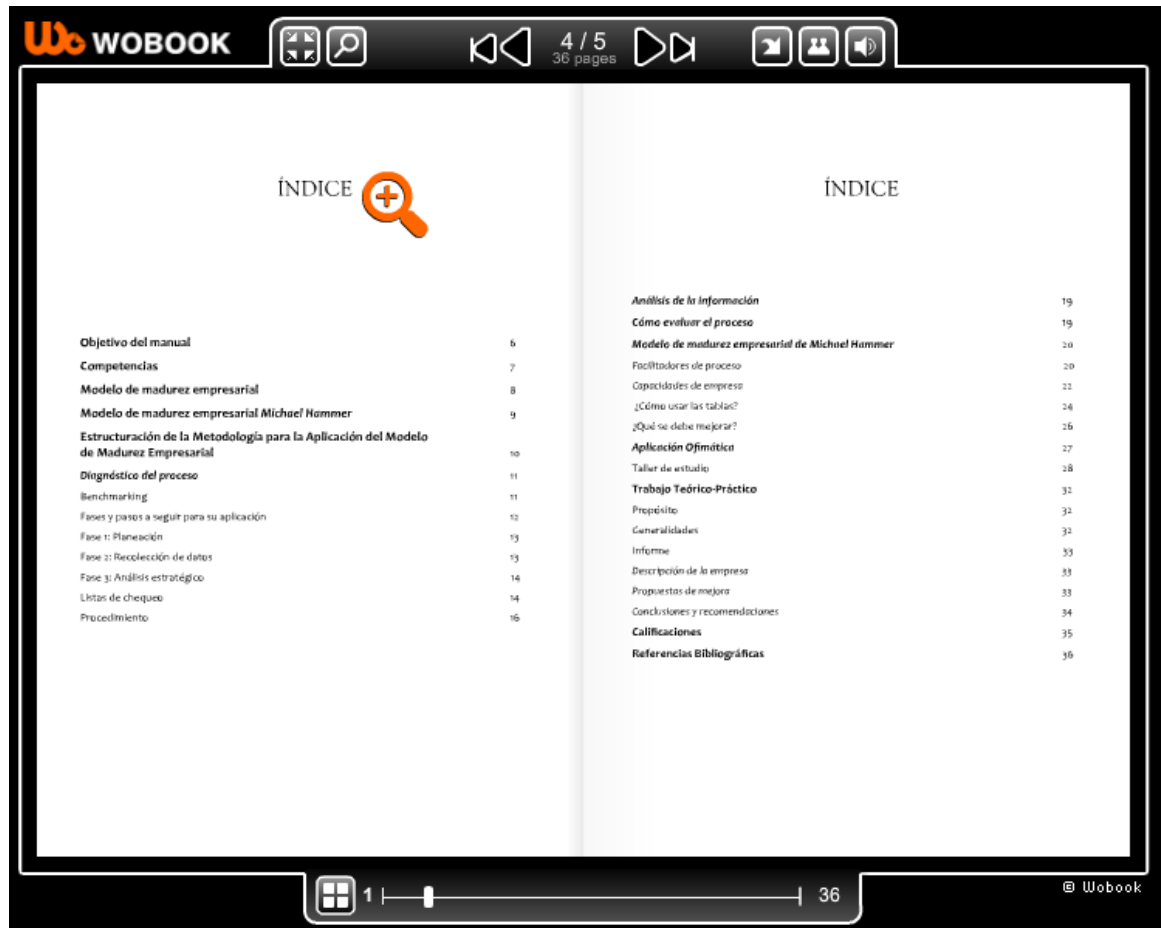 WOBOOK
4 / 5
36 pages
ÍNDICE
Objetivo del manual 6
Competencias 7
Modelo de madurez empresarial 8
Modelo de madurez empresarial Michael Hammer 9
Estructuración de la Metodología para la Aplicación del Modelo
de Madurez Empresarial 10
Diagnóstico del proceso 11
Benchmarking 11
Fases y pasos a seguir para su aplicación 12
Fase 1: Planeación 13
Fase 2: Recolección de datos 13
Fase 3: Análisis estratégico 14
Listas de chequeo 14
Procedimiento 16
ÍNDICE
Análisis de la información 19
Cómo evaluar el proceso 19
Modelo de madurez empresarial de Michael Hammer 20
Facilitadores de proceso 20
Capacidades de empresa 22
¿Cómo usar las tablas? 24
¿Qué se debe mejorar? 26
Aplicación Ofimática 27
Taller de estudio 28
Trabajo Teórico-Práctico 32
Propósito 32
Generalidades 32
Informe 33
Descripción de la empresa 33
Propuestas de mejora 33
Conclusiones y recomendaciones 34
Calificaciones 35
Referencias Bibliográficas 36
1 36
© Wobook